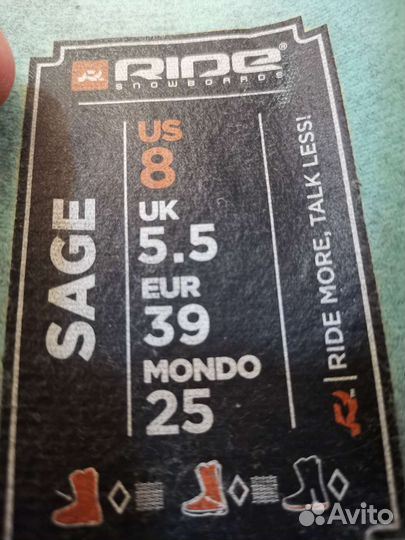 RIDE®
SNOWBOARDS
SAGE
US
8
UK
5.5
EUR
39
MONDO
25
RIDE MORE, TALK LESS!
Avito